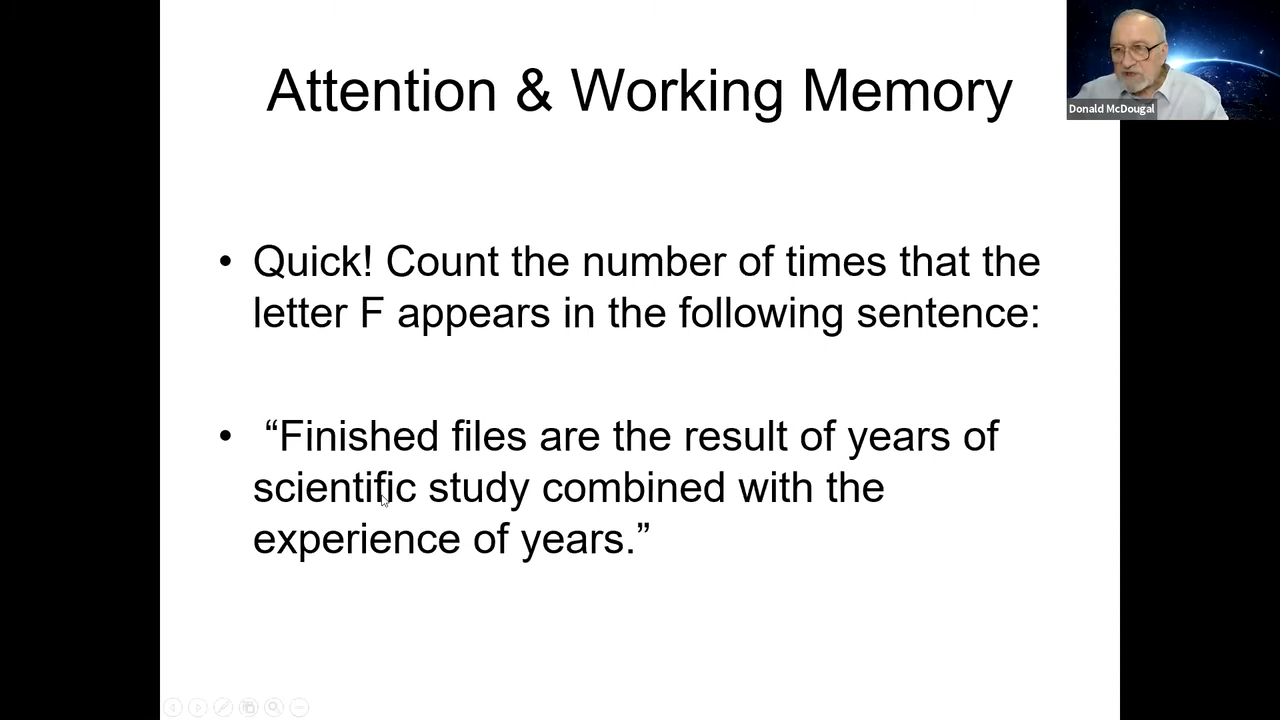 Attention & Working Memory
Donald McDougal
• Quick! Count the number of times that the
letter F appears in the following sentence:
• “Finished files are the result of years of
scientific study combined with the
experience of years.”